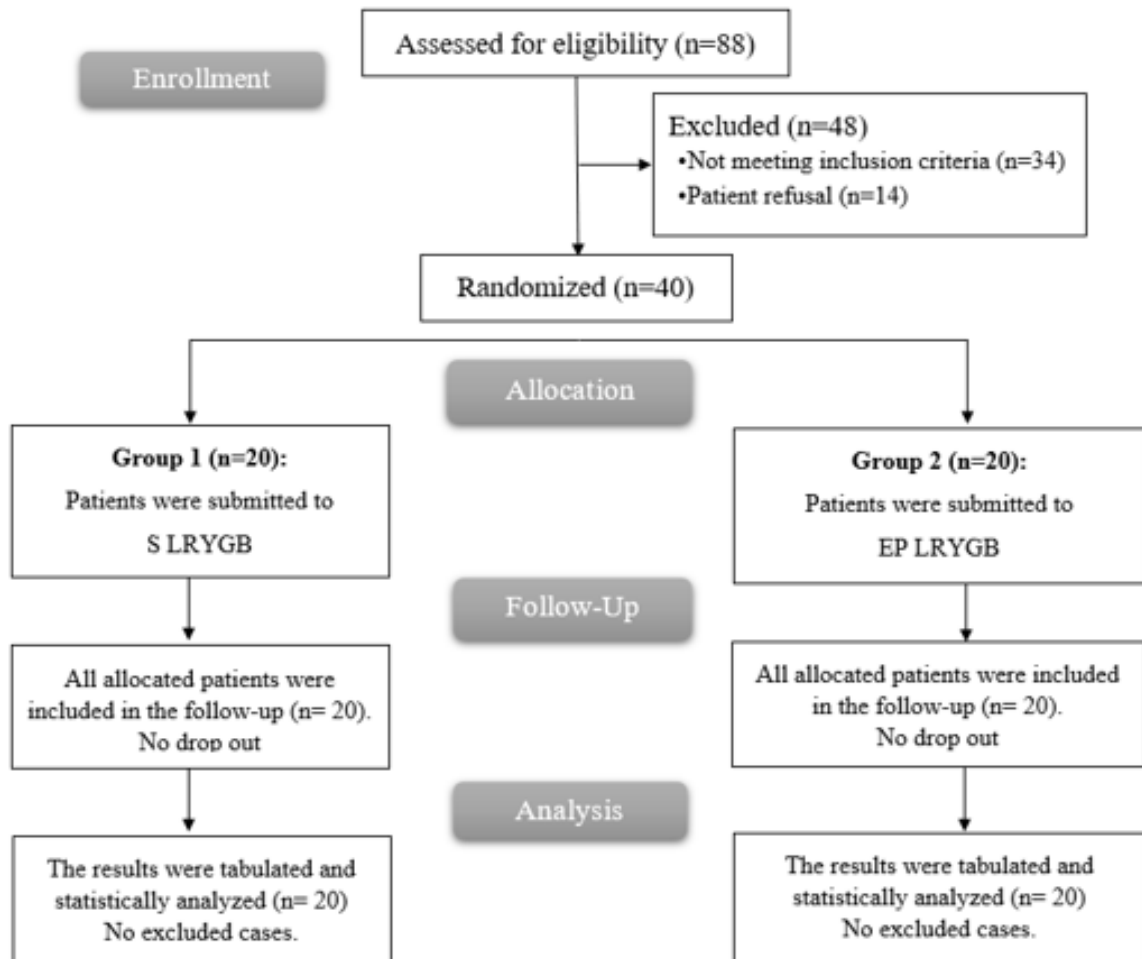 Assessed for eligibility (n=88)
Enrollment
Excluded (n=48)
•Not meeting inclusion criteria (n=34)
•Patient refusal (n=14)
Randomized (n=40)
Allocation
Group 1 (n=20):
Patients were submitted to
S LRYGB
Group 2 (n=20):
Patients were submitted to
EP LRYGB
Follow-Up
All allocated patients were
included in the follow-up (n= 20).
No drop out
All allocated patients were included
in the follow-up (n= 20).
No drop out
Analysis
The results were tabulated and
statistically analyzed (n= 20)
No excluded cases.
The results were tabulated and
statistically analyzed (n= 20)
No excluded cases.